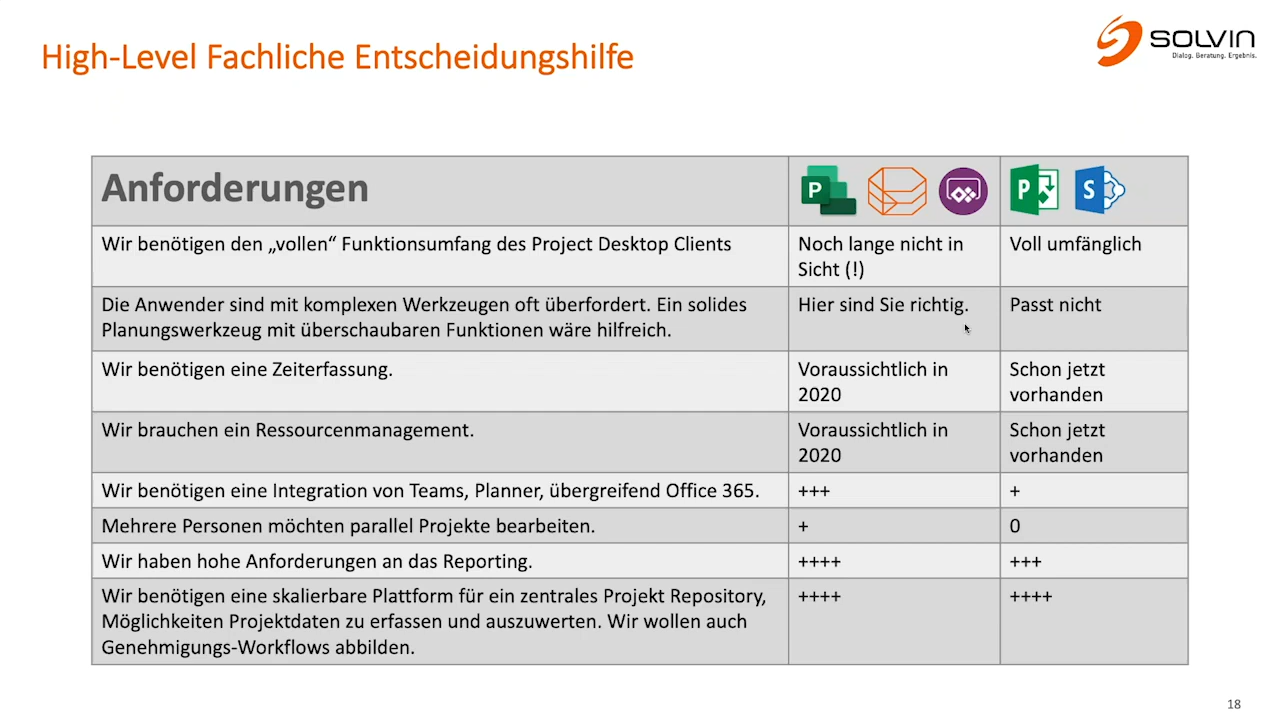 High-Level Fachliche Entscheidungshilfe
SOLVIN
Dialog. Beratung. Ergebnis.
Anforderungen
P
P
S
Wir benötigen den „vollen“ Funktionsumfang des Project Desktop Clients
Noch lange nicht in
Sicht (!)
Voll umfänglich
Die Anwender sind mit komplexen Werkzeugen oft überfordert. Ein solides
Planungswerkzeug mit überschaubaren Funktionen wäre hilfreich.
Hier sind Sie richtig.
Passt nicht
Wir benötigen eine Zeiterfassung.
Voraussichtlich in
2020
Schon jetzt
vorhanden
Wir brauchen ein Ressourcenmanagement.
Voraussichtlich in
2020
Schon jetzt
vorhanden
Wir benötigen eine Integration von Teams, Planner, übergreifend Office 365.
+++
+
Mehrere Personen möchten parallel Projekte bearbeiten.
+
0
Wir haben hohe Anforderungen an das Reporting.
++++
+++
Wir benötigen eine skalierbare Plattform für ein zentrales Projekt Repository,
Möglichkeiten Projektdaten zu erfassen und auszuwerten. Wir wollen auch
Genehmigungs-Workflows abbilden.
++++
++++
18